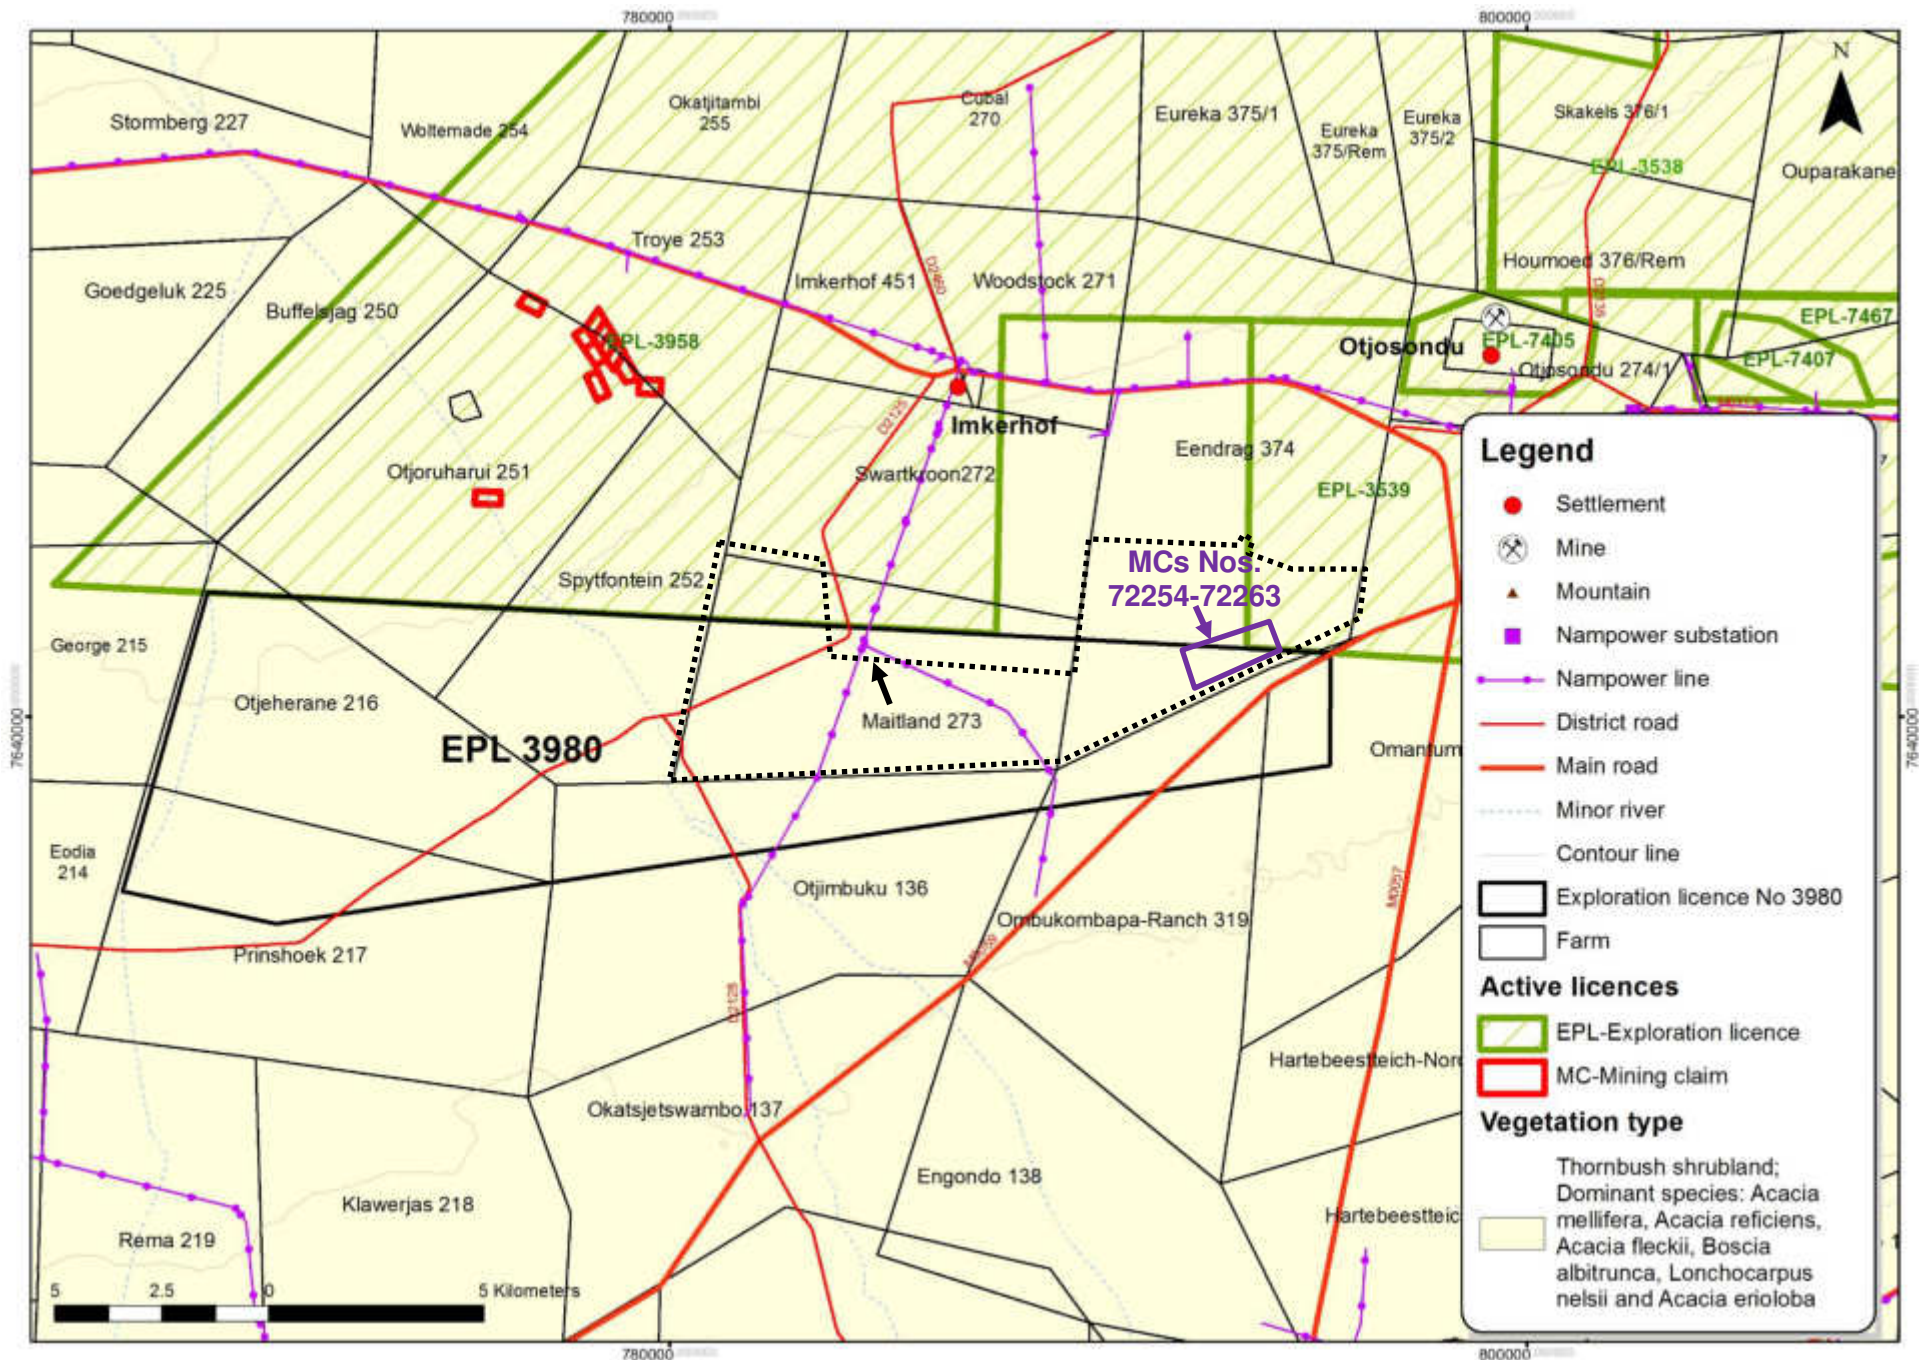 780000
800000
N
Stormberg 227
Woltemade 254
Okatjitambi
255
Cubal
270
Eureka 375/1
Eureka
375/Rem
Eureka
375/2
Skakels 376/1
EPL-3538
Ouparakane
Troye 253
Imkerhof 451
D2460
Woodstock 271
Houmoed 376/Rem
Goedgeluk 225
Buffelsjag 250
EPL-3958
Otjosondu
EPL-7405
Otjosondu 274/1
EPL-7467
EPL-7407
D2125
Imkerhof
Otjoruharui 251
Swartkroon272
Eendrag 374
EPL-3539
Spytfontein 252
MCs Nos.
72254-72263
George 215
Otjeherane 216
EPL 3980
Maitland 273
7640000
7640000
Eodia
214
Otjimbuku 136
Ombukombapa-Ranch 319
M0057
Prinshoek 217
D2128
Hartebeestteich-Nord
Okatsjetswambo 137
Engondo 138
Klawerjas 218
Rema 219
Hartebeestteic
5 2.5 0 5 Kilometers
780000
800000
Legend
Settlement
Mine
Mountain
Nampower substation
Nampower line
District road
Main road
Minor river
Contour line
Exploration licence No 3980
Farm
Active licences
EPL-Exploration licence
MC-Mining claim
Vegetation type
Thornbush shrubland;
Dominant species: Acacia
mellifera, Acacia reficiens,
Acacia fleckii, Boscia
albitrunca, Lonchocarpus
nelsii and Acacia erioloba